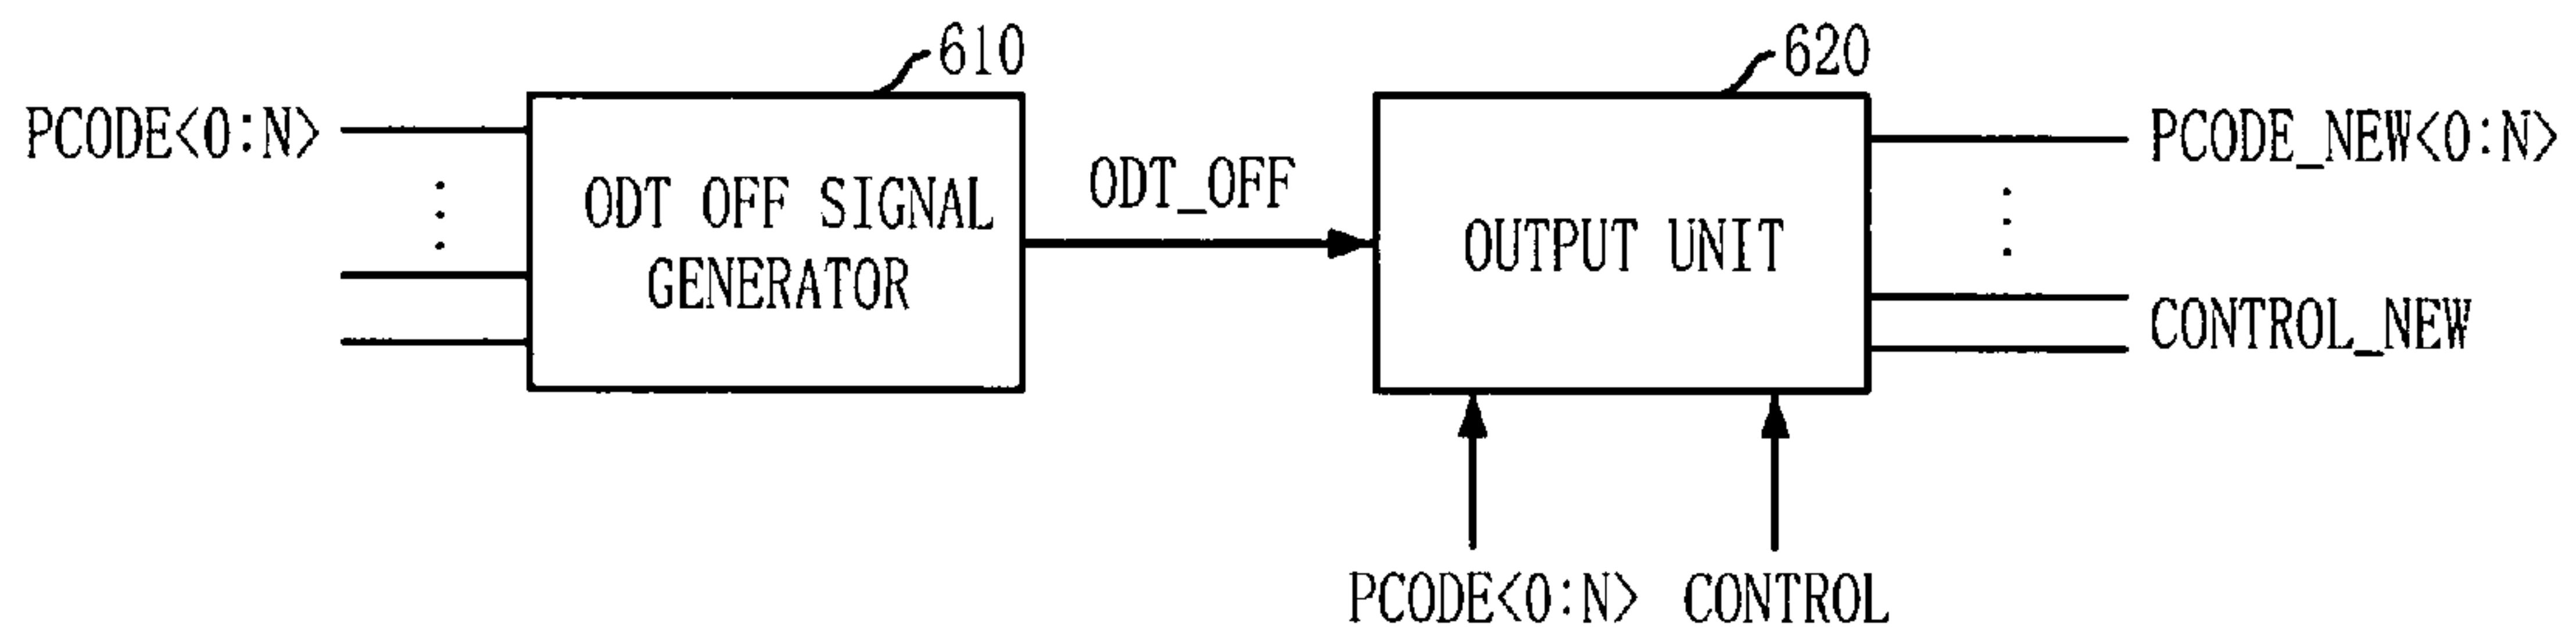 610
620
PCODE<0:N>
ODT OFF SIGNAL
GENERATOR
ODT_OFF
OUTPUT UNIT
PCODE_NEW<0:N>
CONTROL_NEW
PCODE<0:N>
CONTROL